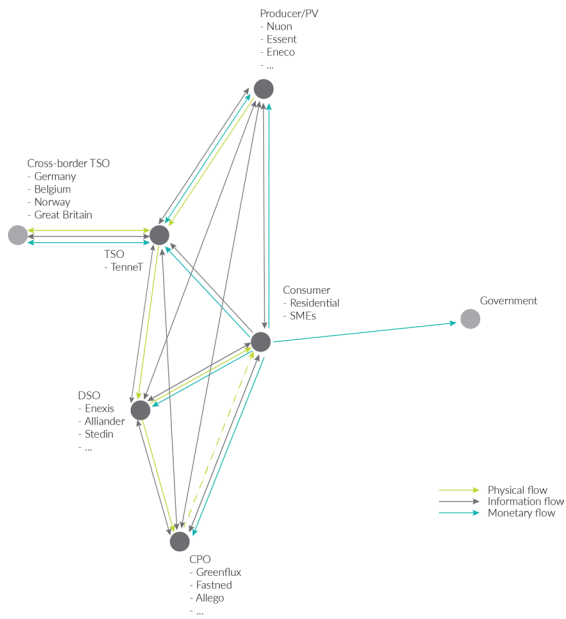 Producer/PV
- Nuon
- Essent
- Eneco
- ...
Cross-border TSO
- Germany
- Belgium
- Norway
- Great Britain
TSO
- TenneT
Consumer
- Residential
- SMEs
Government
DSO
- Enexis
- Alliander
- Stedin
- ...
Physical flow
Information flow
Monetary flow
CPO
- Greenflux
- Fastned
- Allego
- ...